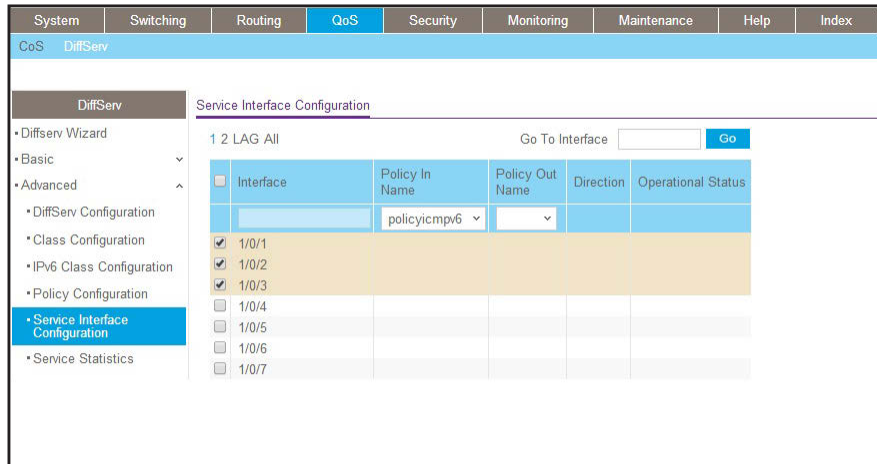 System Switching Routing QoS Security Monitoring Maintenance Help Index
CoS DiffServ
DiffServ
Diffserv Wizard
Basic
Advanced
DiffServ Configuration
Class Configuration
IPv6 Class Configuration
Policy Configuration
Service Interface
Configuration
Service Statistics
Service Interface Configuration
1 2 LAG All Go To Interface Go
Interface Policy In Name Policy Out Name Direction Operational Status
policyicmpv6
1/0/1
1/0/2
1/0/3
1/0/4
1/0/5
1/0/6
1/0/7